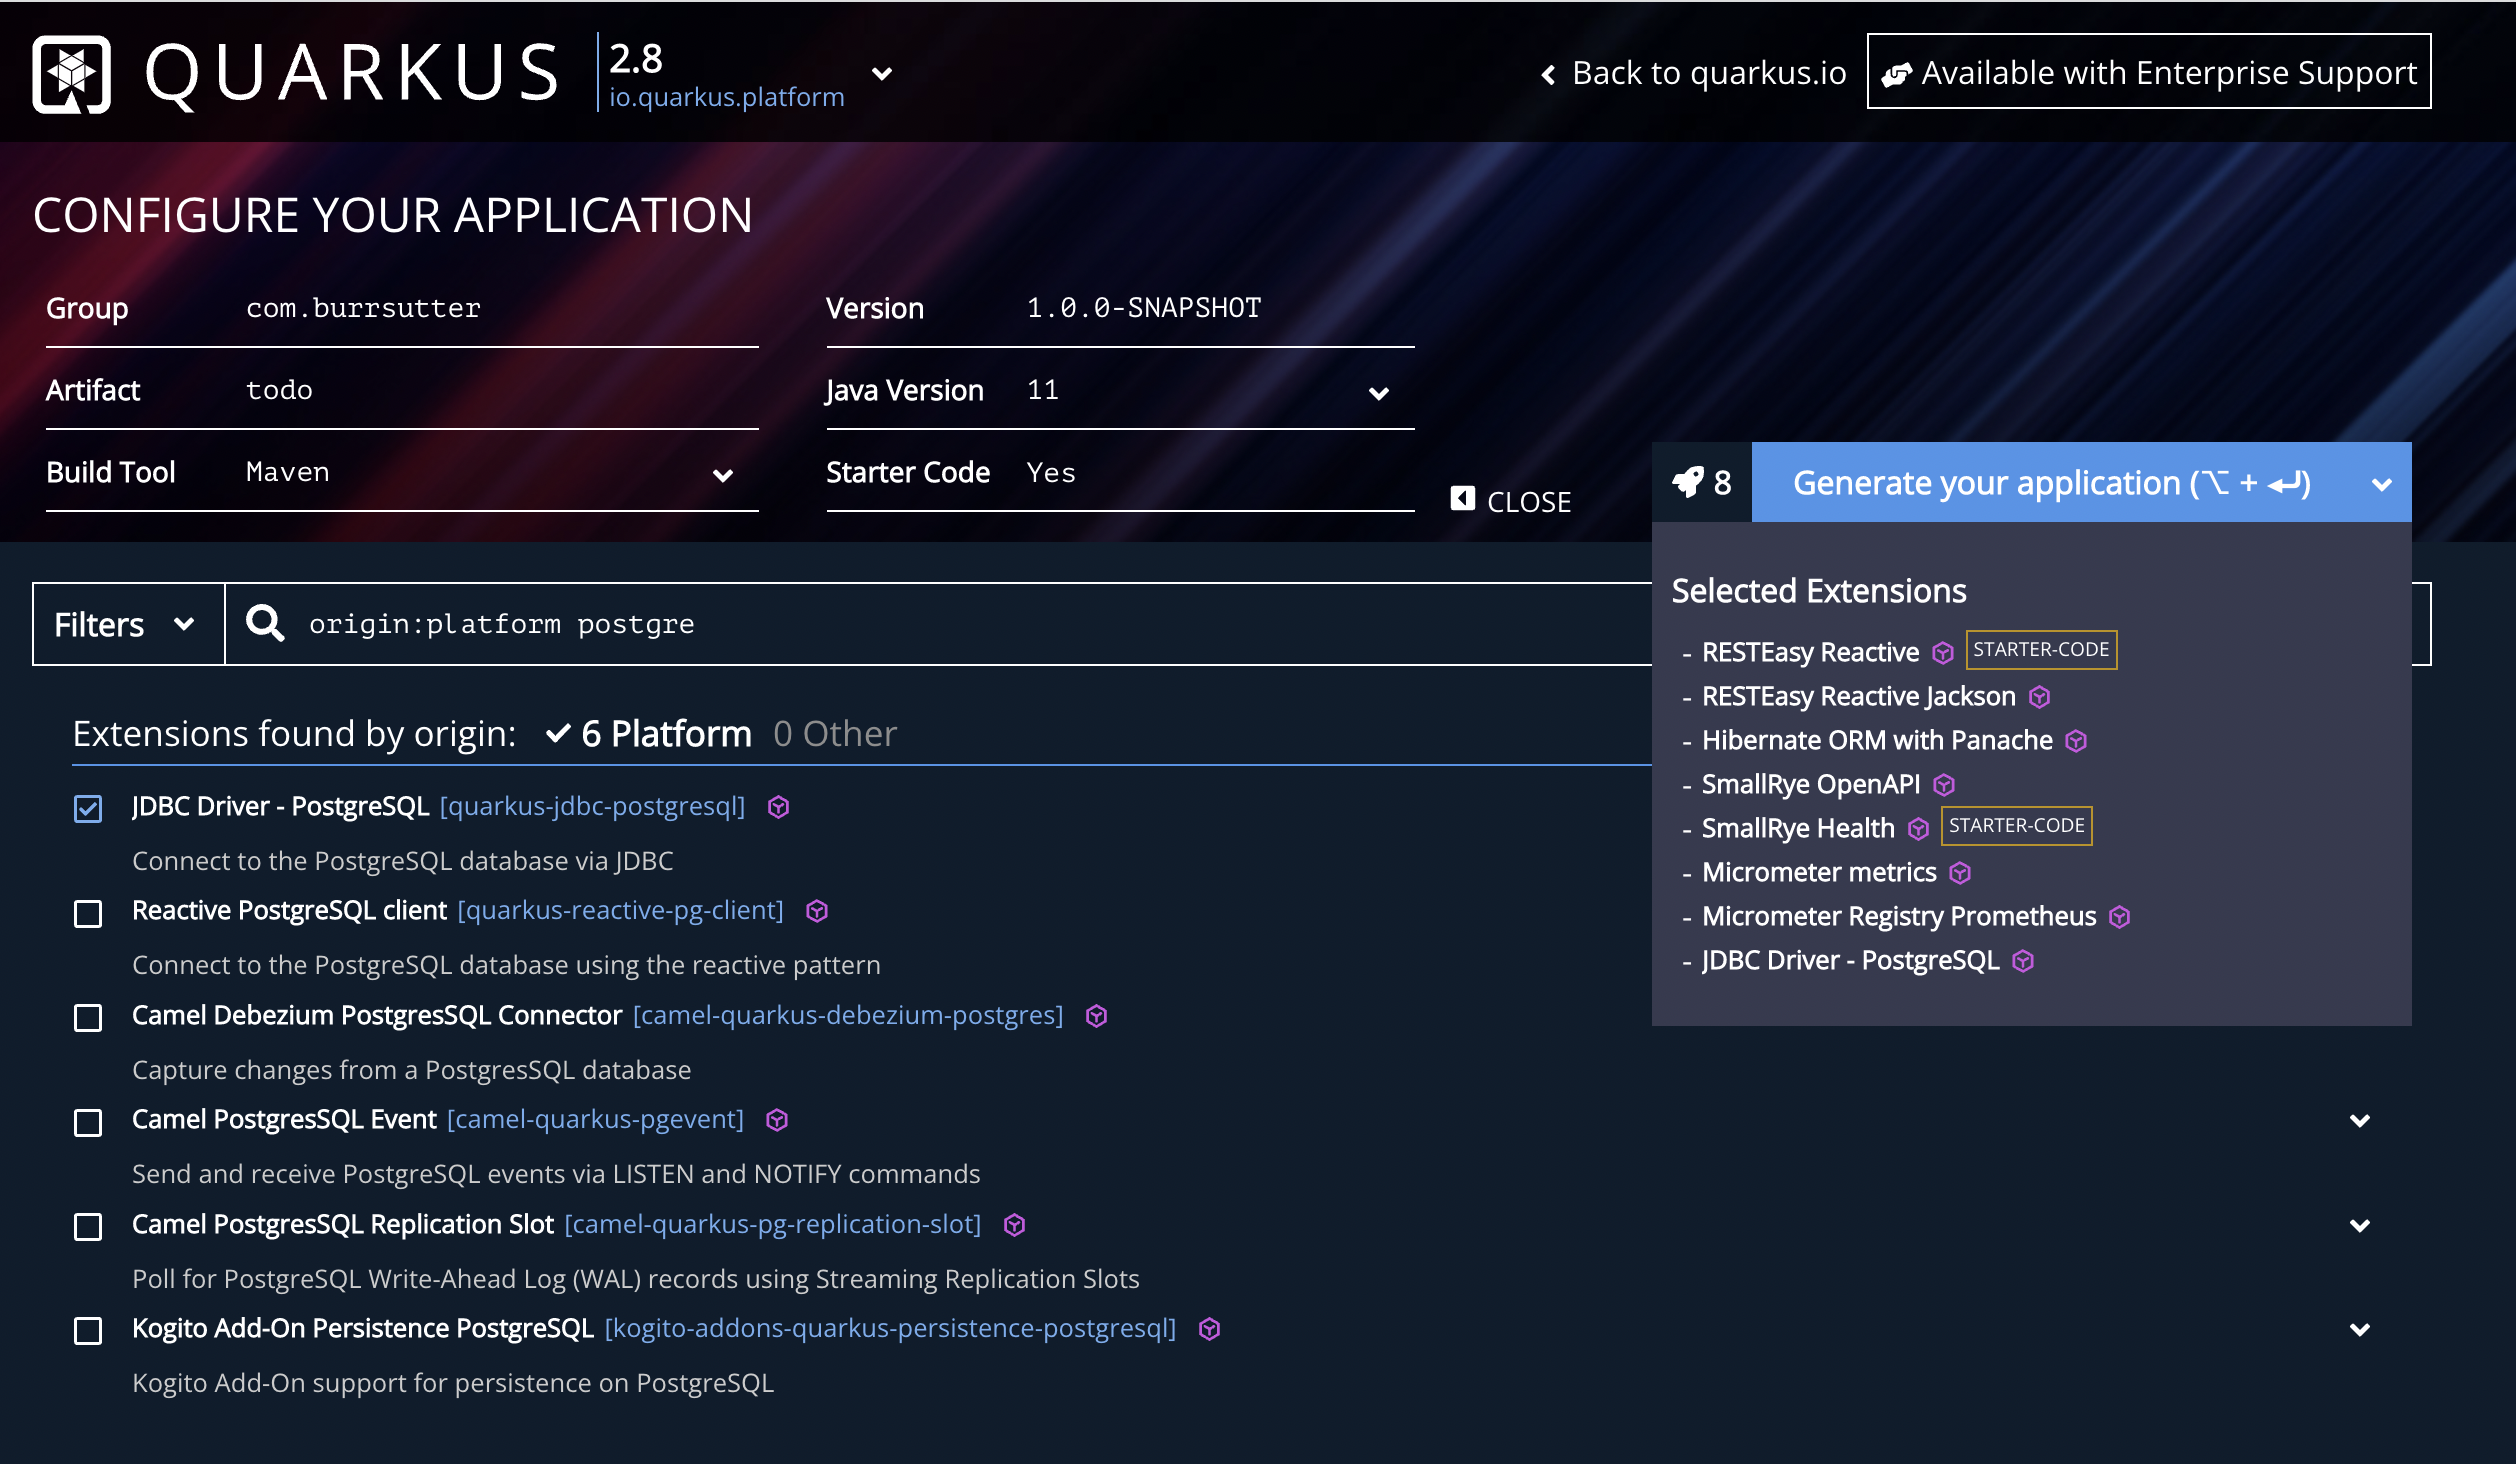 QUARKUS
2.8
io.quarkus.platform
Back to quarkus.io
Available with Enterprise Support
CONFIGURE YOUR APPLICATION
Group com.burrsutter
Version 1.0.0-SNAPSHOT
Artifact todo
Java Version 11
Build Tool Maven
Starter Code Yes
CLOSE
8 Generate your application (⌥ + ↵)
Filters origin:platform postgre
Extensions found by origin: 6 Platform 0 Other
JDBC Driver - PostgreSQL [quarkus-jdbc-postgresql]
Connect to the PostgreSQL database via JDBC
Reactive PostgreSQL client [quarkus-reactive-pg-client]
Connect to the PostgreSQL database using the reactive pattern
Camel Debezium PostgresSQL Connector [camel-quarkus-debezium-postgres]
Capture changes from a PostgresSQL database
Camel PostgresSQL Event [camel-quarkus-pgevent]
Send and receive PostgreSQL events via LISTEN and NOTIFY commands
Camel PostgresSQL Replication Slot [camel-quarkus-pg-replication-slot]
Poll for PostgreSQL Write-Ahead Log (WAL) records using Streaming Replication Slots
Kogito Add-On Persistence PostgreSQL [kogito-addons-quarkus-persistence-postgresql]
Kogito Add-On support for persistence on PostgreSQL
Selected Extensions
- RESTEasy Reactive STARTER-CODE
- RESTEasy Reactive Jackson
- Hibernate ORM with Panache
- SmallRye OpenAPI
- SmallRye Health STARTER-CODE
- Micrometer metrics
- Micrometer Registry Prometheus
- JDBC Driver - PostgreSQL